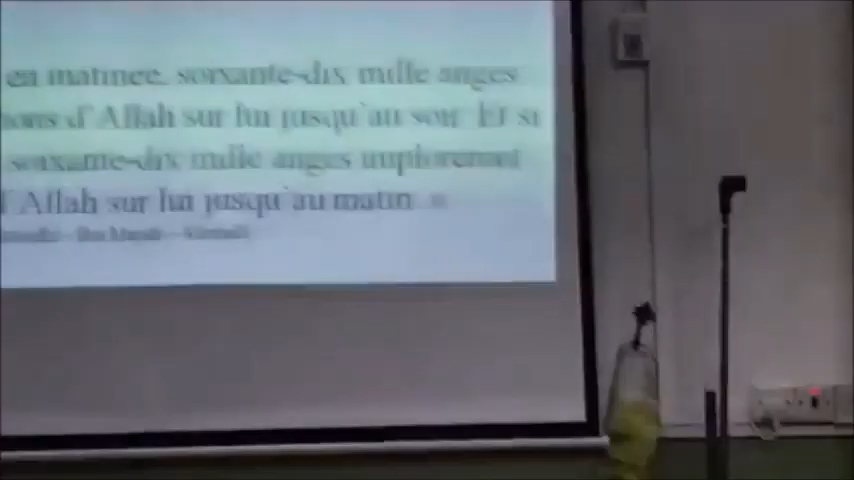 en matinée, soixante-dix mille anges
d'Allah sur lui jusqu'au soir. Et si
soixante-dix mille anges imploreront
d'Allah sur lui jusqu'au matin. »